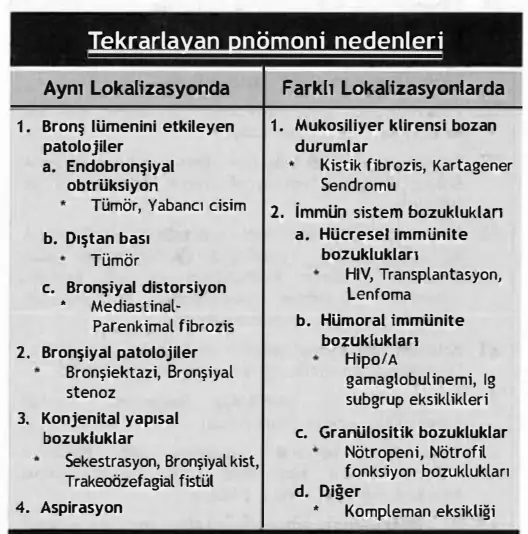 Tekrarlayan pnömoni nedenleri
Aynı Lokalizasyonda
1. Bronş lümenini etkileyen
patolojiler
a. Endobronşiyal
obtrüksiyon
* Tümör, Yabancı cisim
b. Dıştan bası
* Tümör
c. Bronşiyal distorsiyon
* Mediastinal-
Parenkimal fibrozis
2. Bronşiyal patolojiler
* Bronşiektazi, Bronşiyal
stenoz
3. Konjenital yapısal
bozukluklar
* Sekestrasyon, Bronşiyal kist,
Trakeoözefagial fistül
4. Aspirasyon
Farklı Lokalizasyonlarda
1. Mukosiliyer klirensi bozan
durumlar
* Kistik fibrozis, Kartagener
Sendromu
2. İmmün sistem bozuklukları
a. Hücresel immünite
bozuklukları
* HIV, Transplantasyon,
Lenfoma
b. Hümoral immünite
bozuklukları
* Hipo/A
gamaglobulinemi, Ig
subgrup eksiklikleri
c. Granülositik bozukluklar
* Nötropeni, Nötrofil
fonksiyon bozuklukları
d. Diğer
* Kompleman eksikliği